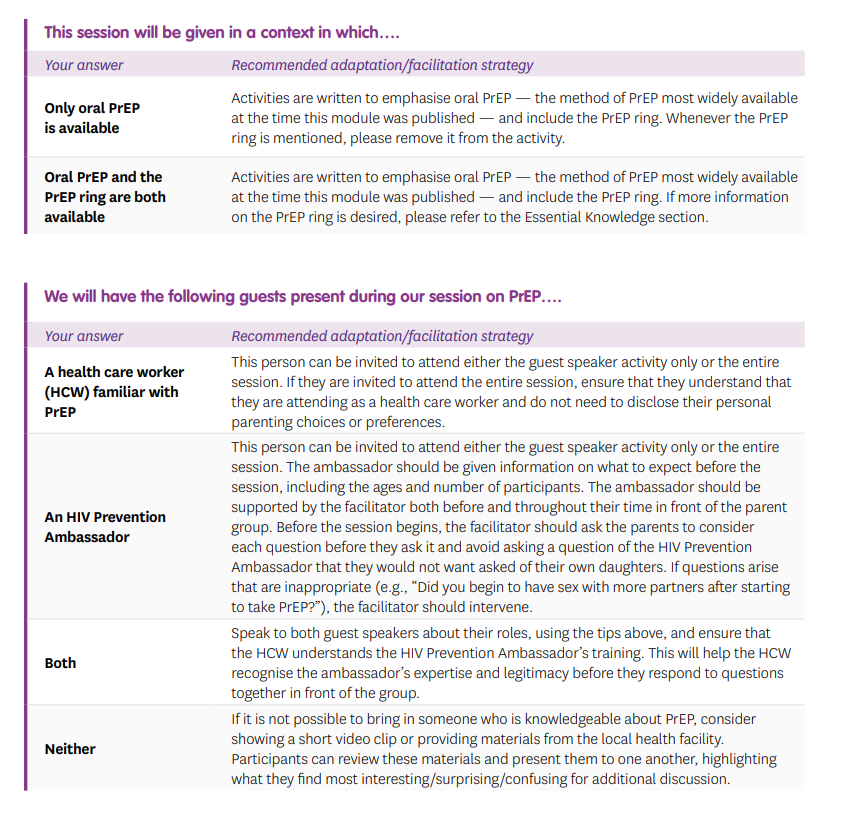 This session will be given in a context in which….
Your answer
Recommended adaptation/facilitation strategy
Only oral PrEP
is available
Activities are written to emphasise oral PrEP — the method of PrEP most widely available
at the time this module was published — and include the PrEP ring. Whenever the PrEP
ring is mentioned, please remove it from the activity.
Oral PrEP and the
PrEP ring are both
available
Activities are written to emphasise oral PrEP — the method of PrEP most widely available
at the time this module was published — and include the PrEP ring. If more information
on the PrEP ring is desired, please refer to the Essential Knowledge section.
We will have the following guests present during our session on PrEP….
Your answer
Recommended adaptation/facilitation strategy
A health care worker
(HCW) familiar with
PrEP
This person can be invited to attend either the guest speaker activity only or the entire
session. If they are invited to attend the entire session, ensure that they understand that
they are attending as a health care worker and do not need to disclose their personal
parenting choices or preferences.
An HIV Prevention
Ambassador
This person can be invited to attend either the guest speaker activity only or the entire
session. The ambassador should be given information on what to expect before the
session, including the ages and number of participants. The ambassador should be
supported by the facilitator both before and throughout their time in front of the parent
group. Before the session begins, the facilitator should ask the parents to consider
each question before they ask it and avoid asking a question of the HIV Prevention
Ambassador that they would not want asked of their own daughters. If questions arise
that are inappropriate (e.g., “Did you begin to have sex with more partners after starting
to take PrEP?”), the facilitator should intervene.
Both
Speak to both guest speakers about their roles, using the tips above, and ensure that
the HCW understands the HIV Prevention Ambassador’s training. This will help the HCW
recognise the ambassador’s expertise and legitimacy before they respond to questions
together in front of the group.
Neither
If it is not possible to bring in someone who is knowledgeable about PrEP, consider
showing a short video clip or providing materials from the local health facility.
Participants can review these materials and present them to one another, highlighting
what they find most interesting/surprising/confusing for additional discussion.